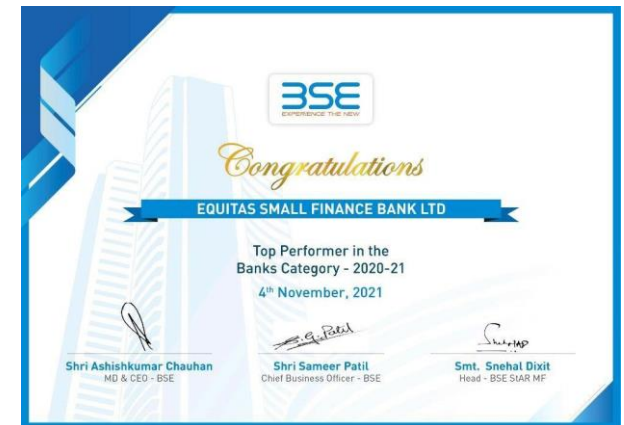 BSE
EXPERIENCE THE NEW
Congratulations
EQUITAS SMALL FINANCE BANK LTD
Top Performer in the
Banks Category - 2020-21
4th November, 2021
S.G. Patil
Shri Ashishkumar Chauhan
MD & CEO - BSE
Shri Sameer Patil
Chief Business Officer - BSE
Smt. Snehal Dixit
Head - BSE StAR MF